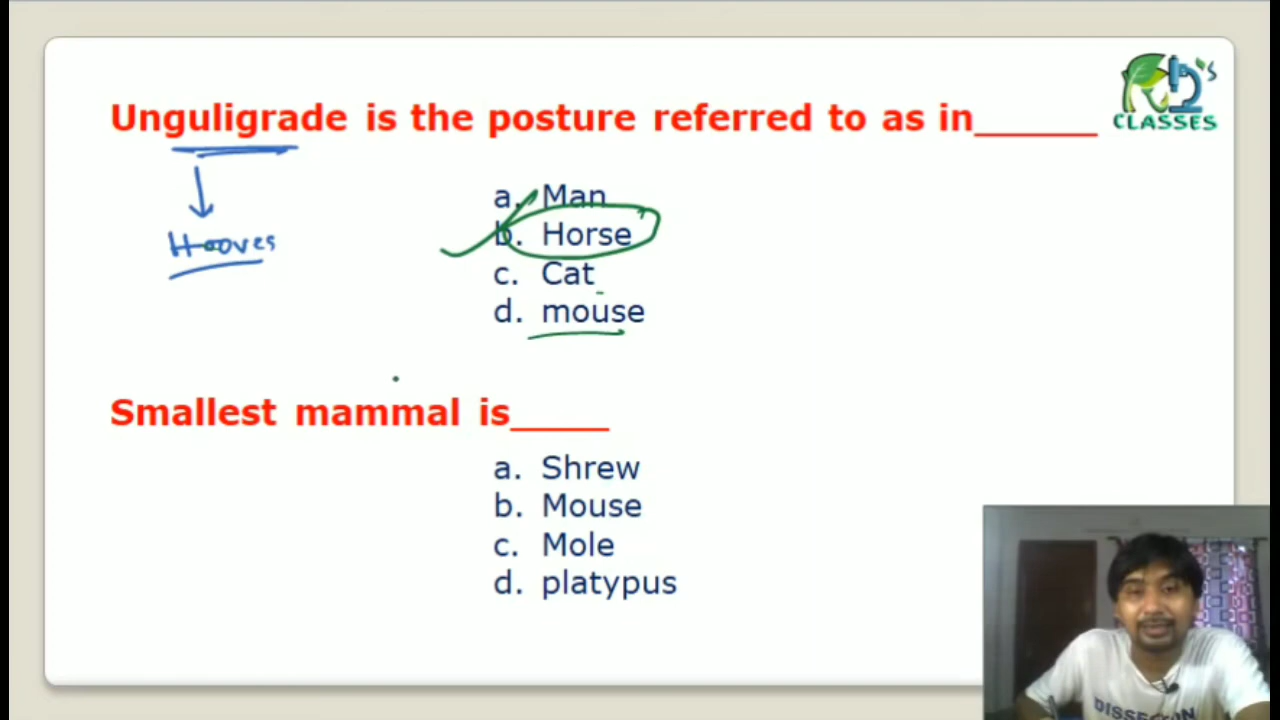 Unguligrade is the posture referred to as in______
'S
CLASSES
Hooves
a. Man
b. Horse
c. Cat
d. mouse
Smallest mammal is____
a. Shrew
b. Mouse
c. Mole
d. platypus